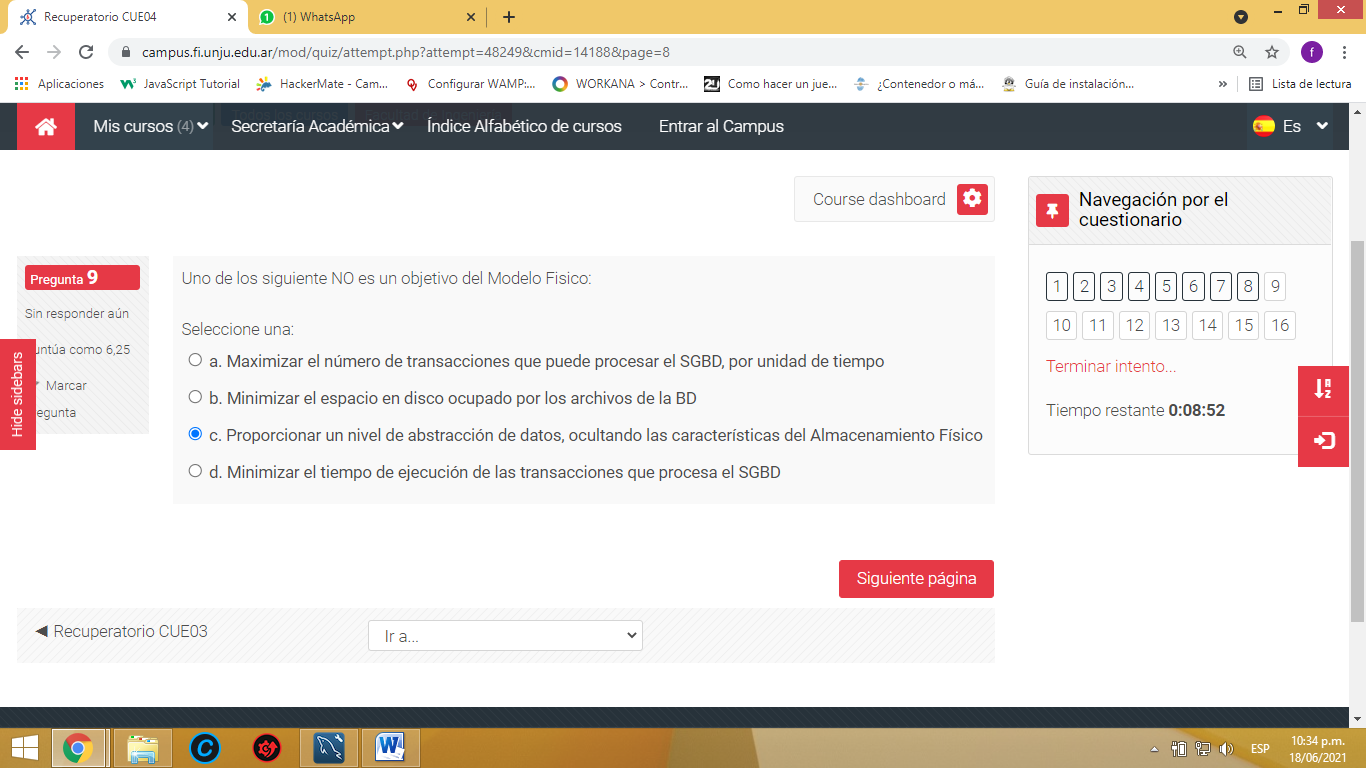 Recuperatorio CUE04
(1) WhatsApp
campus.fi.unju.edu.ar/mod/quiz/attempt.php?attempt=48249&cmid=14188&page=8
f
Aplicaciones JavaScript Tutorial HackerMate - Cam... Configurar WAMP:... WORKANA > Contr... Como hacer un jue... ¿Contenedor o má... Guía de instalación... » Lista de lectura
Mis cursos (4) Secretaría Académica Índice Alfabético de cursos Entrar al Campus Es
Course dashboard
Navegación por el
cuestionario
Pregunta 9
Sin responder aún
untúa como 6,25
Marcar
egunta
Hide sidebars
Uno de los siguiente NO es un objetivo del Modelo Fisico:
Seleccione una:
a. Maximizar el número de transacciones que puede procesar el SGBD, por unidad de tiempo
b. Minimizar el espacio en disco ocupado por los archivos de la BD
c. Proporcionar un nivel de abstracción de datos, ocultando las características del Almacenamiento Físico
d. Minimizar el tiempo de ejecución de las transacciones que procesa el SGBD
1 2 3 4 5 6 7 8 9
10 11 12 13 14 15 16
Terminar intento...
Tiempo restante 0:08:52
Siguiente página
◄ Recuperatorio CUE03
Ir a...
ESP
10:34 p.m.
18/06/2021